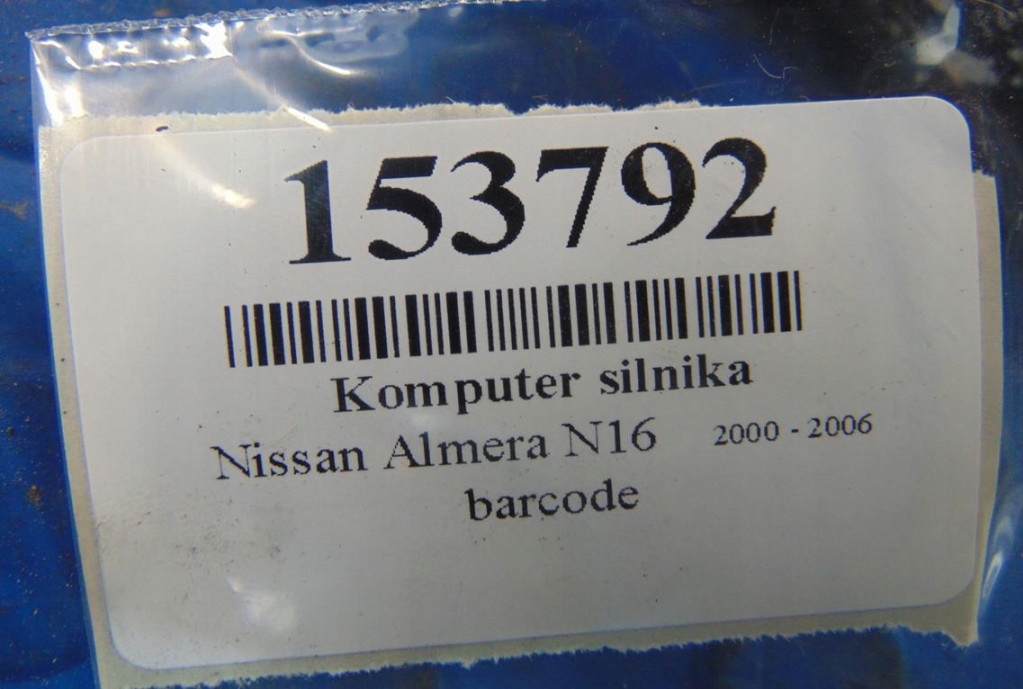 153792
Komputer silnika
Nissan Almera N16 2000 - 2006
barcode